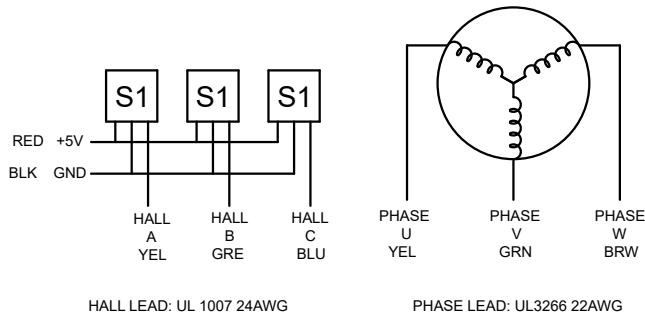 S1 S1 S1
RED +5V
BLK GND
HALL
A
YEL
HALL
B
GRE
HALL
C
BLU
HALL LEAD: UL 1007 24AWG
PHASE
U
YEL
PHASE
V
GRN
PHASE
W
BRW
PHASE LEAD: UL3266 22AWG